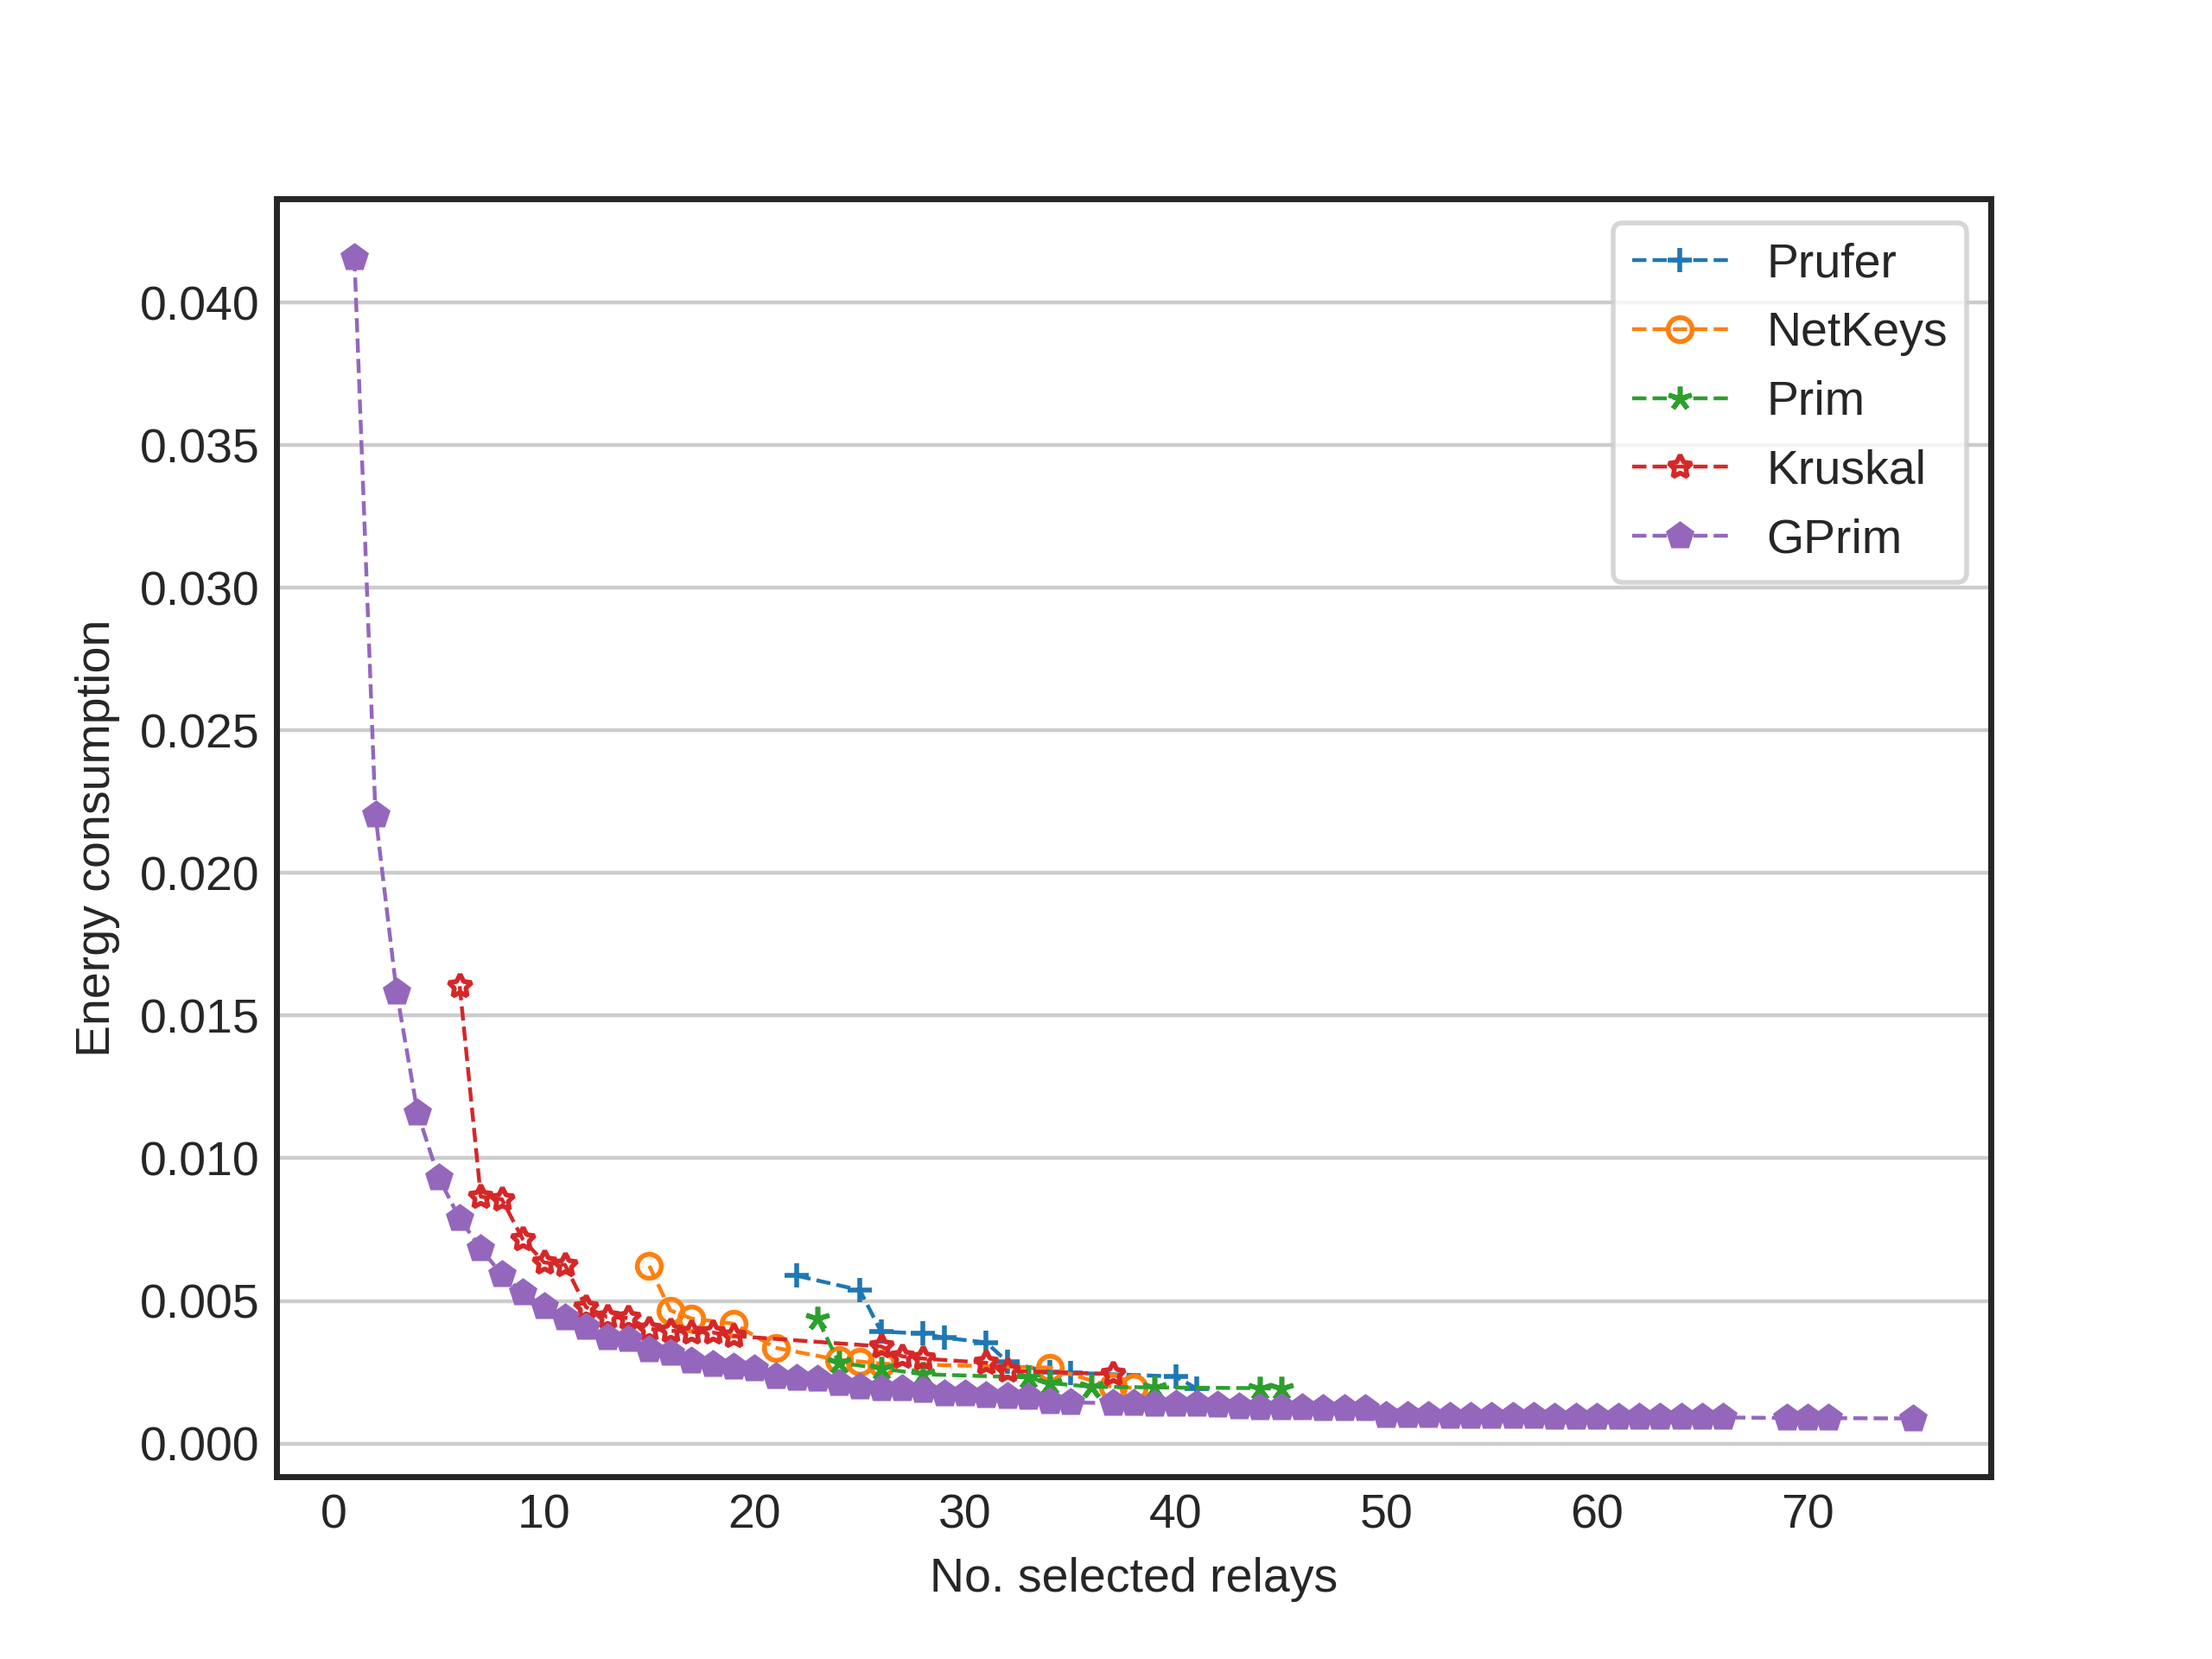 Prufer
NetKeys
Prim
Kruskal
GPrim
0.040
0.035
0.030
0.025
0.020
0.015
0.010
0.005
0.000
Energy consumption
0 10 20 30 40 50 60 70
No. selected relays